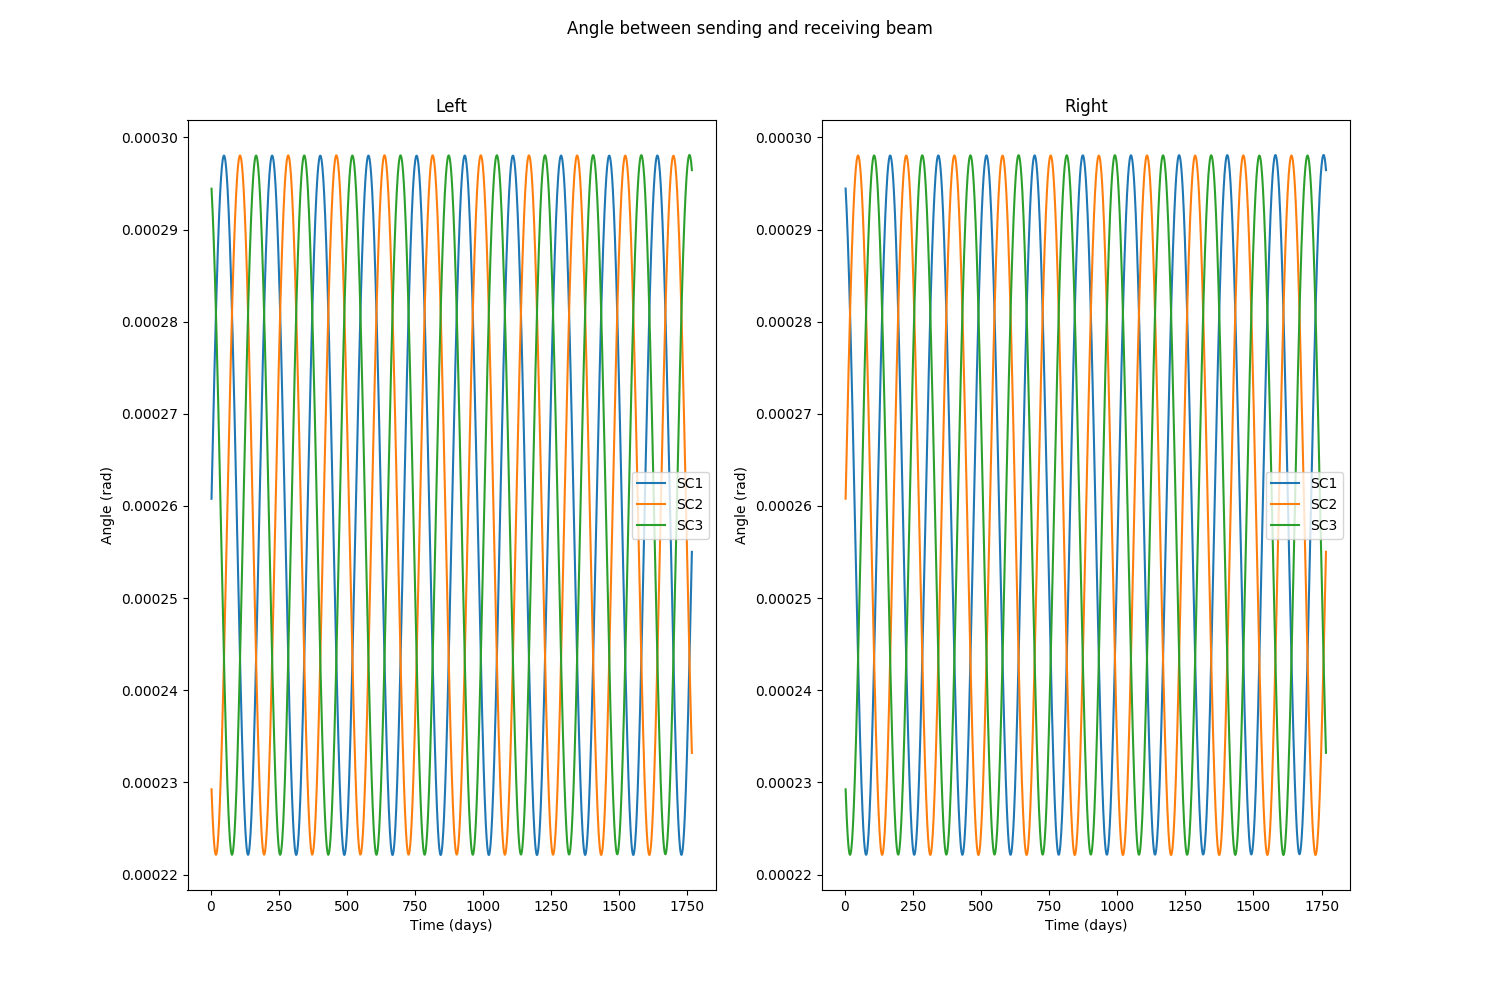 Angle between sending and receiving beam
Left
0.00030
0.00029
0.00028
0.00027
0.00026
0.00025
0.00024
0.00023
0.00022
Angle (rad)
SC1
SC2
SC3
0 250 500 750 1000 1250 1500 1750
Time (days)
Right
0.00030
0.00029
0.00028
0.00027
0.00026
0.00025
0.00024
0.00023
0.00022
Angle (rad)
SC1
SC2
SC3
0 250 500 750 1000 1250 1500 1750
Time (days)